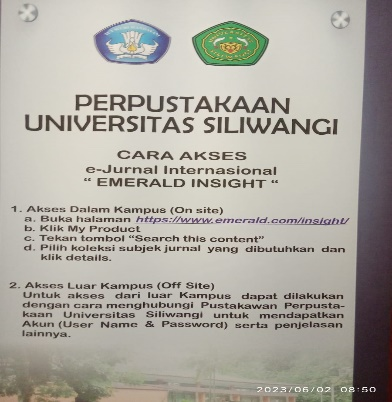 PERPUSTAKAAN
UNIVERSITAS SILIWANGI
CARA AKSES
e-Jurnal Internasional
“ EMERALD INSIGHT “
1. Akses Dalam Kampus (On site)
a. Buka halaman https://www.emerald.com/insight/
b. Klik My Product
c. Tekan tombol “Search this content”
d. Pilih koleksi subjek jurnal yang dibutuhkan dan
klik details.
2. Akses Luar Kampus (Off Site)
Untuk akses dari luar Kampus dapat dilakukan
dengan cara menghubungi Pustakawan Perpusta-
kaan Universitas Siliwangi untuk mendapatkan
Akun (User Name & Password) serta penjelasan
lainnya.
2023/06/02 08:50